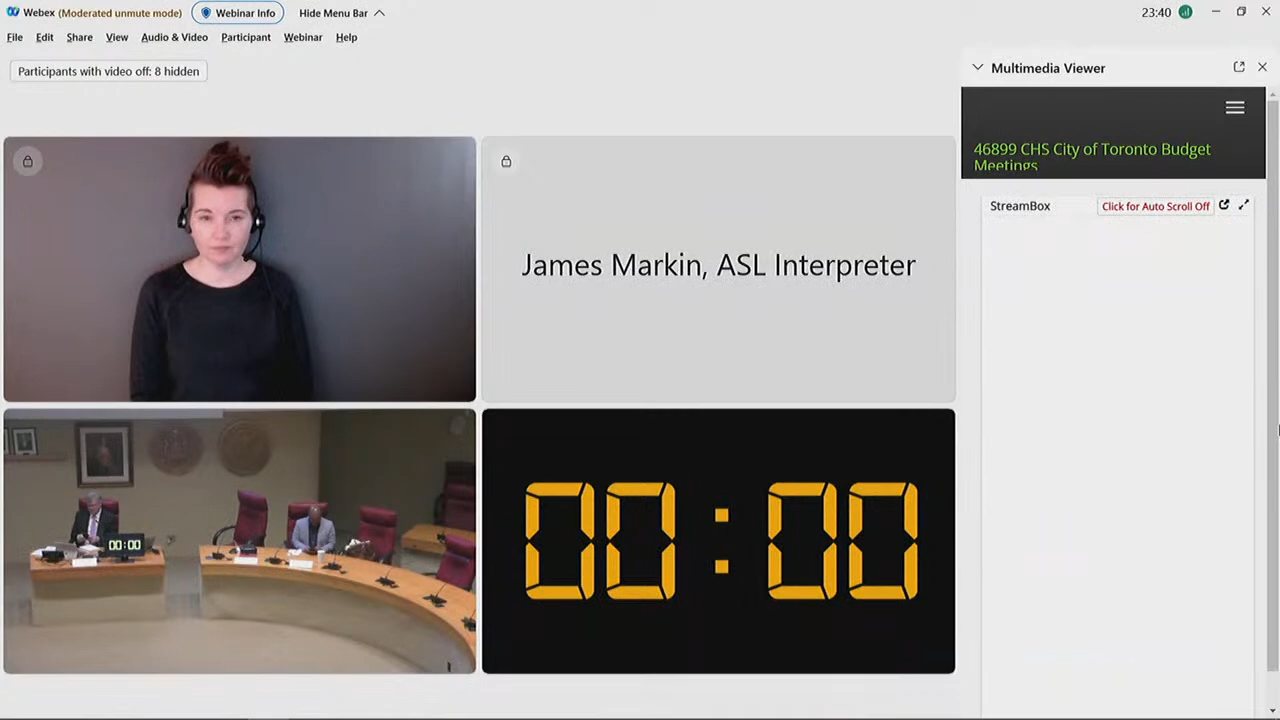 Webex (Moderated unmute mode) Webinar Info Hide Menu Bar 23:40
File Edit Share View Audio & Video Participant Webinar Help
Participants with video off: 8 hidden
Multimedia Viewer
46899 CHS City of Toronto Budget
Meetings
StreamBox Click for Auto Scroll Off
James Markin, ASL Interpreter
00:00
00:00